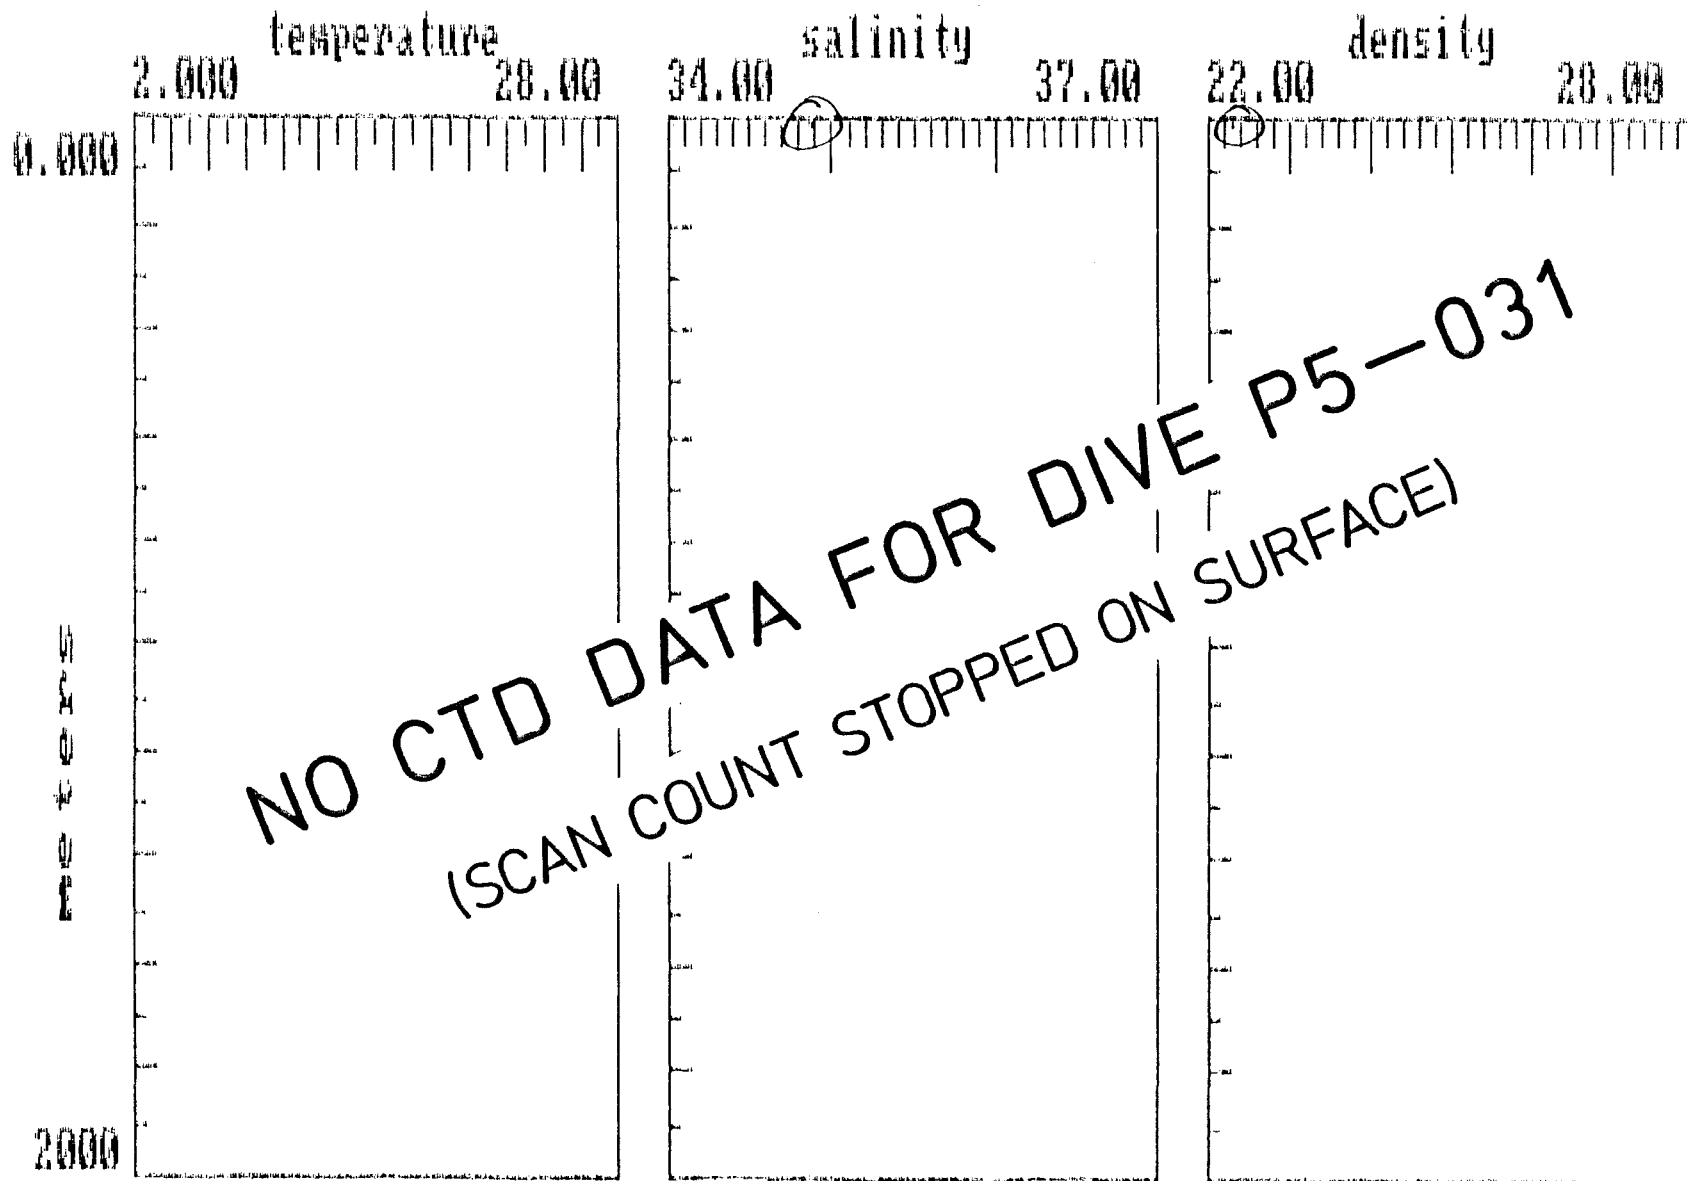 temperature salinity density
2.000 28.00 34.00 37.00 22.00 28.00
0.000
NO CTD DATA FOR DIVE P5-031
(SCAN COUNT STOPPED ON SURFACE)
meters
2000